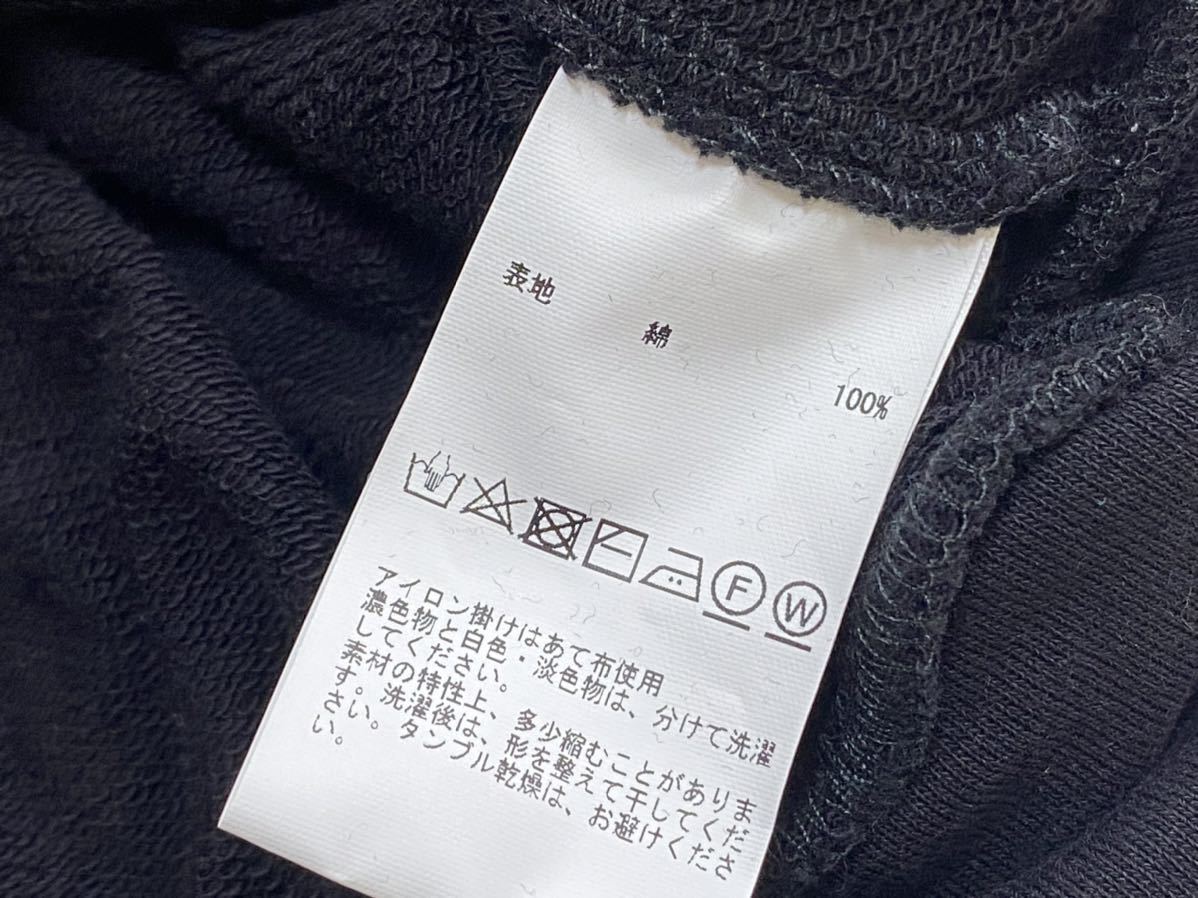 表地
綿
100%
F W
アイロン掛けはあて布使用
濃色物と白色・淡色物は、分けて洗濯
してください。
素材の特性上、多少縮むことがありま
す。洗濯後は、形を整えて干してくだ
さい。タンブル乾燥は、お避けくださ
い。